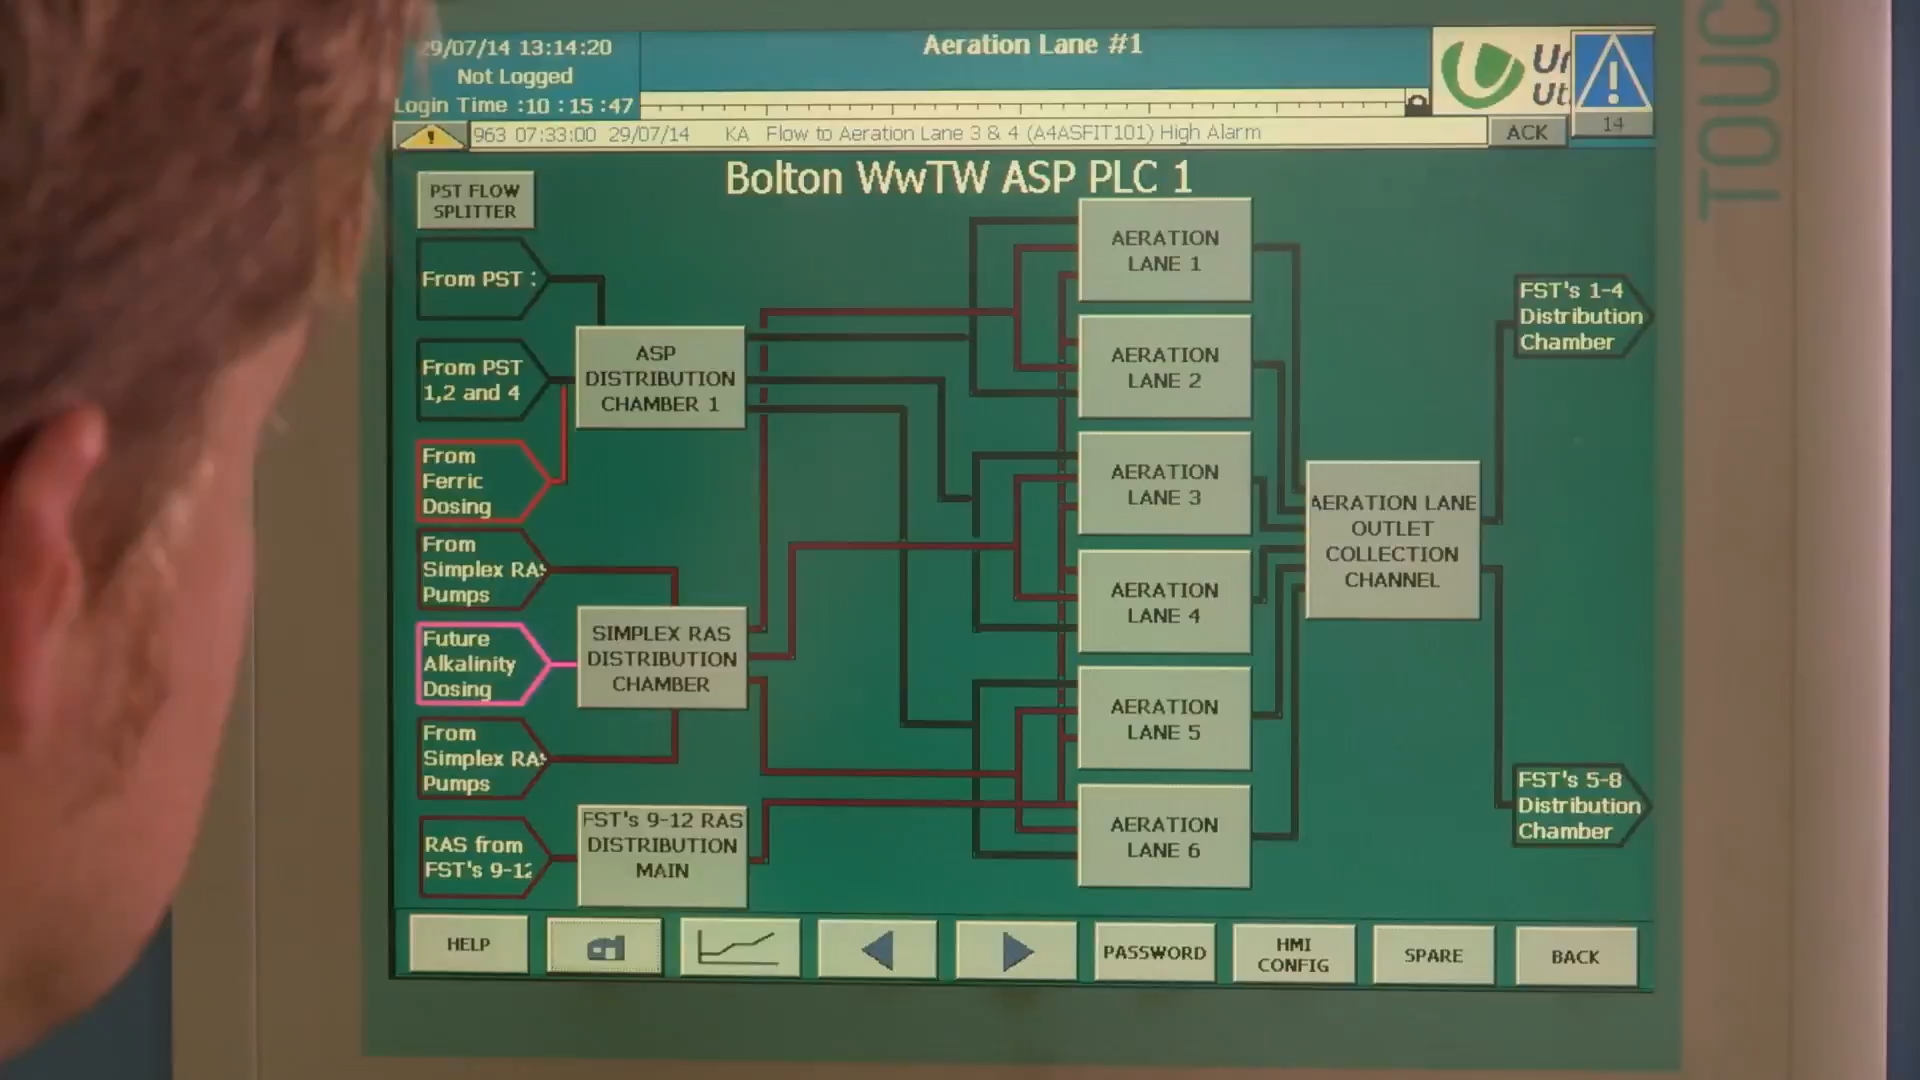 29/07/14 13:14:20
Not Logged
Login Time :10 :15 :47
Aeration Lane #1
14
963 07:33:00 29/07/14 KA Flow to Aeration Lane 3 & 4 (A4ASFIT101) High Alarm
ACK
TOUC
Bolton WwTW ASP PLC 1
PST FLOW
SPLITTER
From PST
From PST
1,2 and 4
From
Ferric
Dosing
From
Simplex RAS
Pumps
Future
Alkalinity
Dosing
From
Simplex RAS
Pumps
RAS from
FST's 9-12
ASP
DISTRIBUTION
CHAMBER 1
SIMPLEX RAS
DISTRIBUTION
CHAMBER
FST's 9-12 RAS
DISTRIBUTION
MAIN
AERATION
LANE 1
AERATION
LANE 2
AERATION
LANE 3
AERATION
LANE 4
AERATION
LANE 5
AERATION
LANE 6
AERATION LANE
OUTLET
COLLECTION
CHANNEL
FST's 1-4
Distribution
Chamber
FST's 5-8
Distribution
Chamber
HELP
PASSWORD
HMI
CONFIG
SPARE
BACK